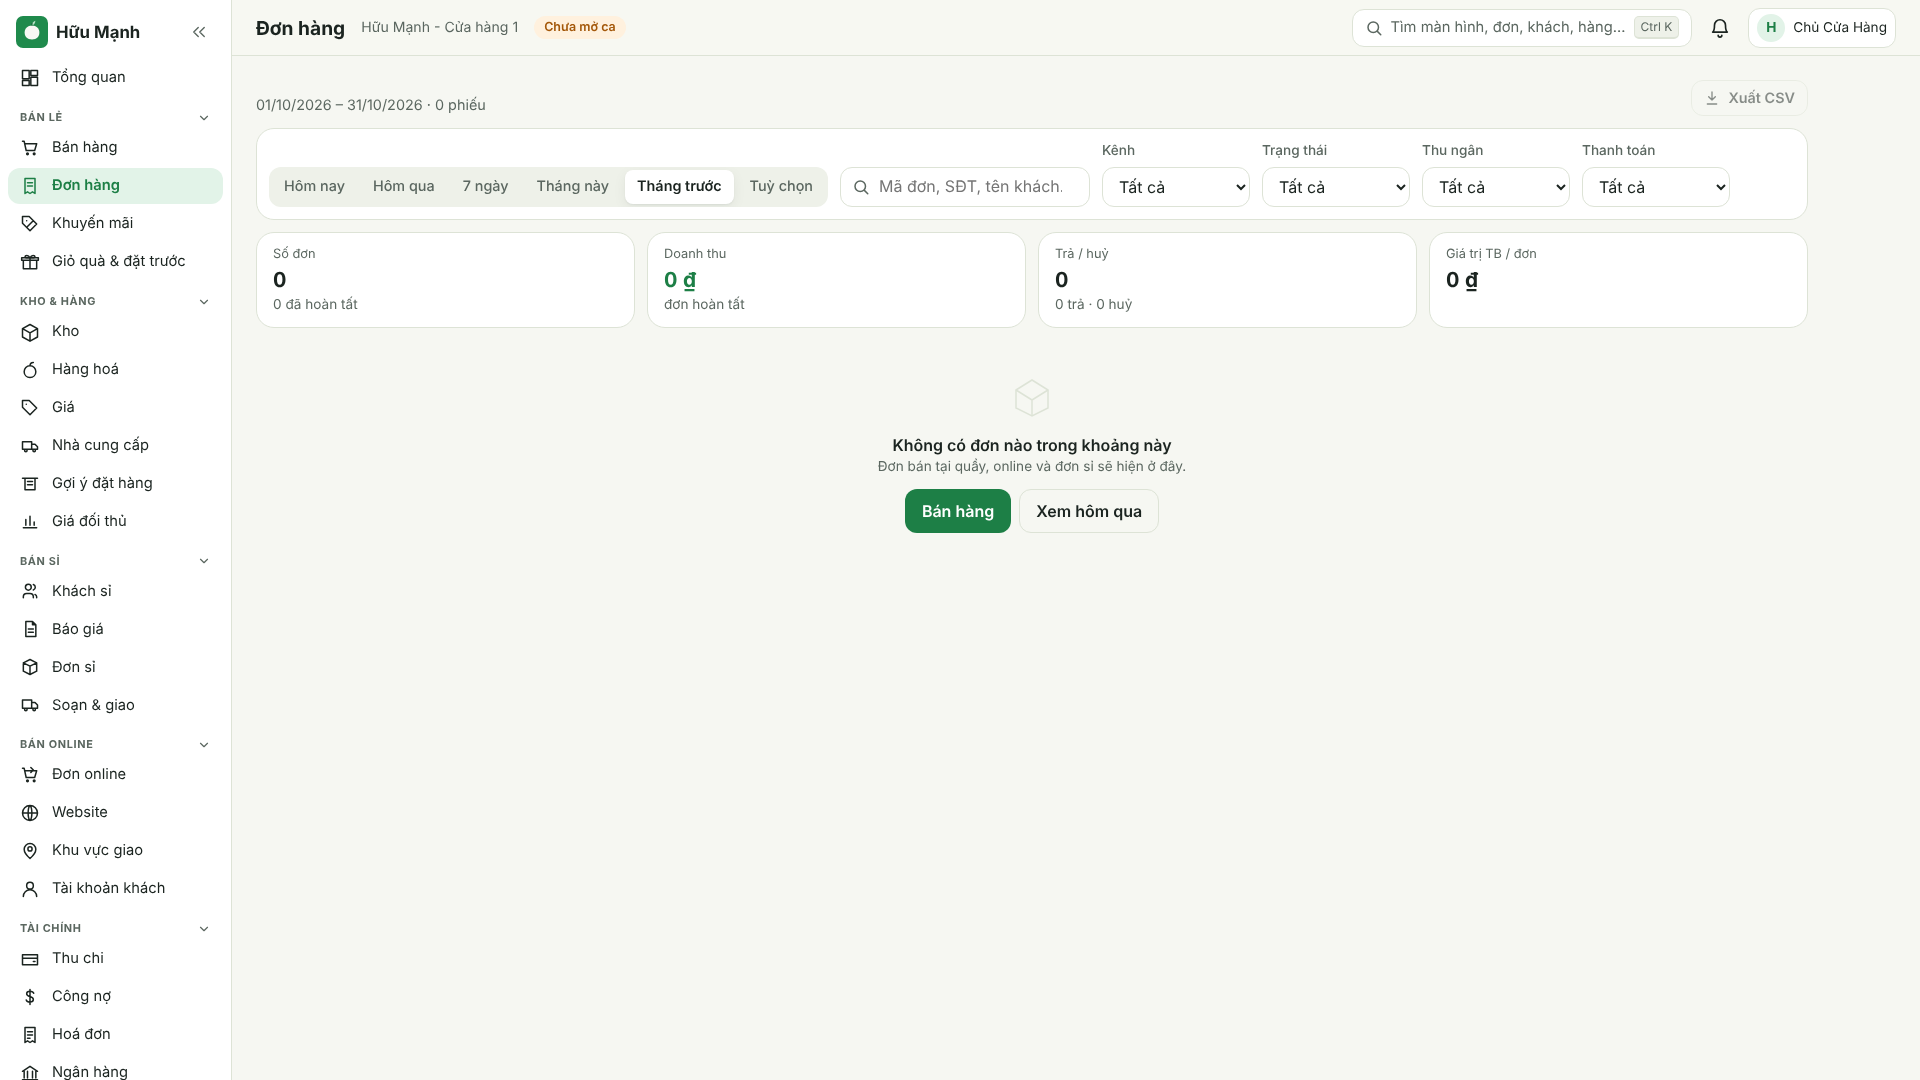 Hữu Mạnh
Tổng quan
BÁN LẺ
Bán hàng
Đơn hàng
Khuyến mãi
Giỏ quà & đặt trước
KHO & HÀNG
Kho
Hàng hoá
Giá
Nhà cung cấp
Gợi ý đặt hàng
Giá đối thủ
BÁN SỈ
Khách sỉ
Báo giá
Đơn sỉ
Soạn & giao
BÁN ONLINE
Đơn online
Website
Khu vực giao
Tài khoản khách
TÀI CHÍNH
Thu chi
Công nợ
Hoá đơn
Ngân hàng
Đơn hàng Hữu Mạnh - Cửa hàng 1 Chưa mở ca Tìm màn hình, đơn, khách, hàng... Ctrl K H Chủ Cửa Hàng
01/10/2026 – 31/10/2026 · 0 phiếu Xuất CSV
Kênh Trạng thái Thu ngân Thanh toán
Hôm nay Hôm qua 7 ngày Tháng này Tháng trước Tuỳ chọn Mã đơn, SĐT, tên khách. Tất cả Tất cả Tất cả Tất cả
Số đơn Doanh thu Trả / huỷ Giá trị TB / đơn
0 0 ₫ 0 0 ₫
0 đã hoàn tất đơn hoàn tất 0 trả · 0 huỷ
Không có đơn nào trong khoảng này
Đơn bán tại quầy, online và đơn sỉ sẽ hiện ở đây.
Bán hàng Xem hôm qua